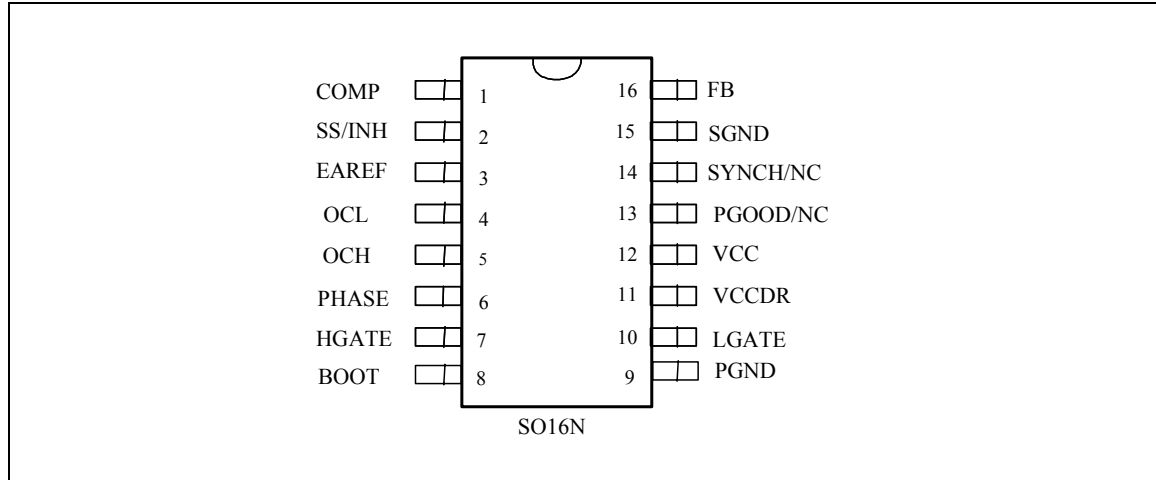 COMP 1 16 FB
SS/INH 2 15 SGND
EAREF 3 14 SYNCH/NC
OCL 4 13 PGOOD/NC
OCH 5 12 VCC
PHASE 6 11 VCCDR
HGATE 7 10 LGATE
BOOT 8 9 PGND
SO16N